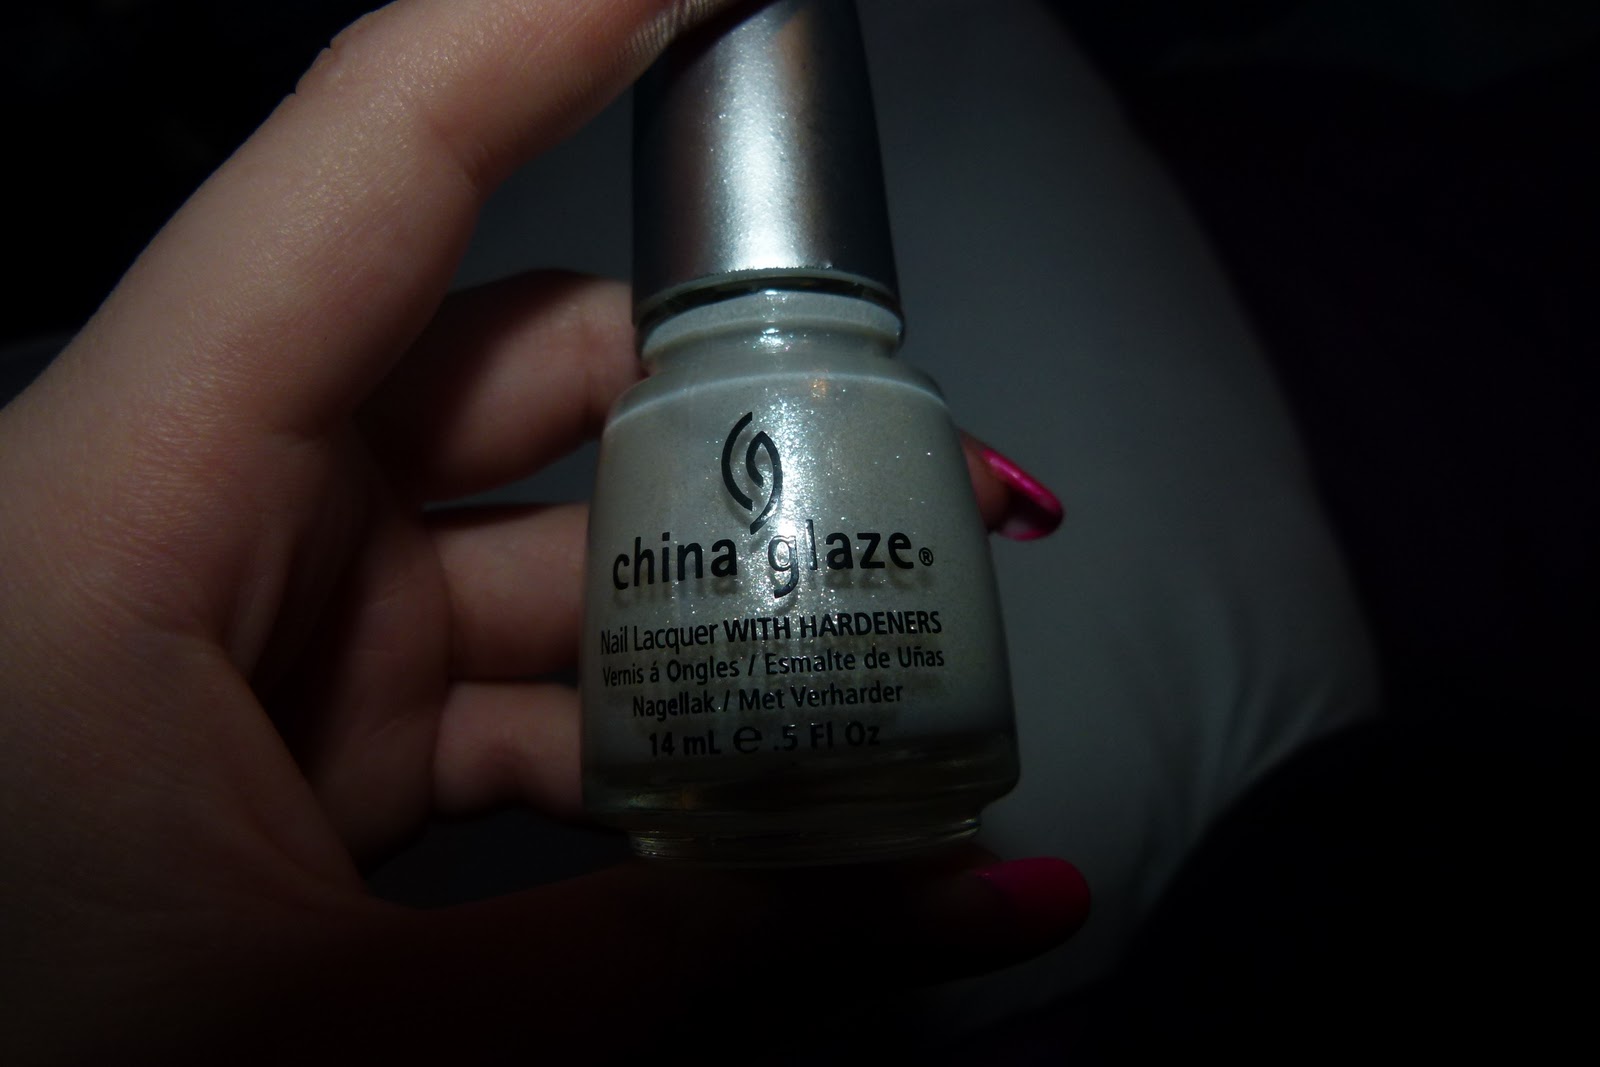 china glaze®
Nail Lacquer WITH HARDENERS
Vernis á Ongles / Esmalte de Uñas
Nagellak / Met Verharder
14 mL ℮ .5 Fl Oz